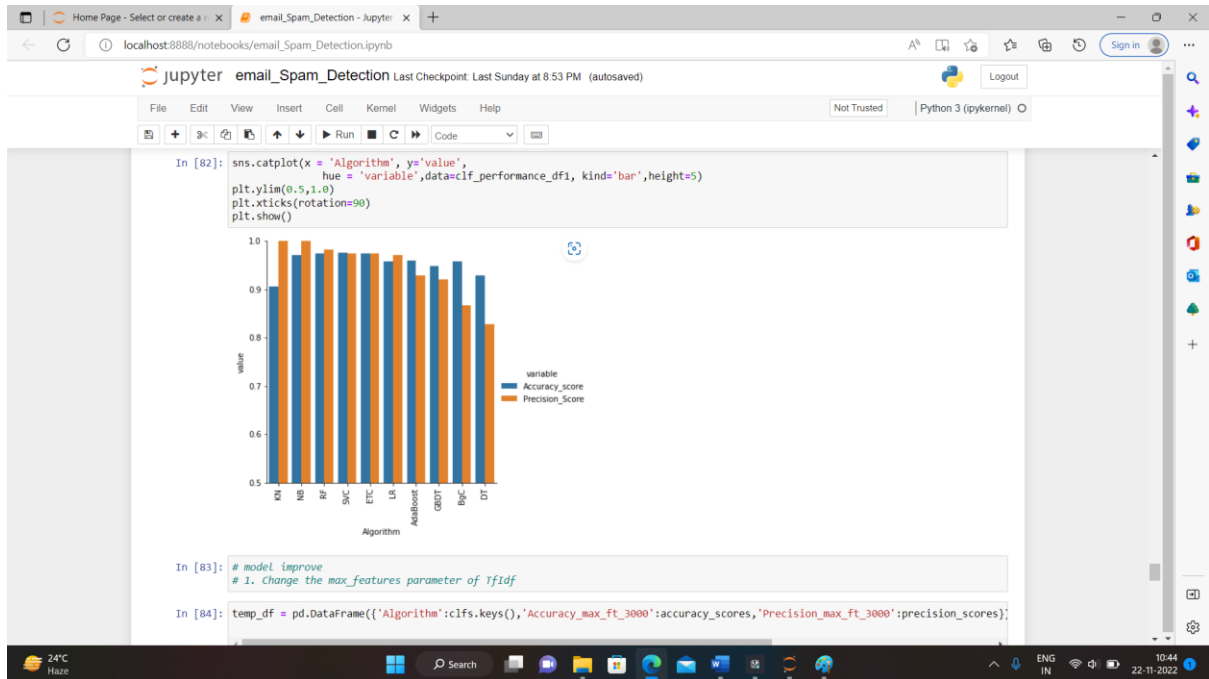 Home Page - Select or create a n
email_Spam_Detection - Jupyter
localhost:8888/notebooks/email_Spam_Detection.ipynb
Sign in
jupyter email_Spam_Detection Last Checkpoint: Last Sunday at 8:53 PM (autosaved)
Logout
File Edit View Insert Cell Kernel Widgets Help
Not Trusted
Python 3 (ipykernel)
Run
Code
In [82]: sns.catplot(x = 'Algorithm', y='value',
hue = 'variable',data=clf_performance_df1, kind='bar',height=5)
plt.ylim(0.5,1.0)
plt.xticks(rotation=90)
plt.show()
1.0
0.9
0.8
0.7
0.6
0.5
value
KN
NB
RF
SVC
ETC
LR
AdaBoost
GBDT
BgC
DT
Algorithm
variable
Accuracy_score
Precision_Score
In [83]: # model improve
# 1. Change the max_features parameter of TfIdf
In [84]: temp_df = pd.DataFrame({'Algorithm':clfs.keys(),'Accuracy_max_ft_3000':accuracy_scores,'Precision_max_ft_3000':precision_scores}
24°C
Haze
Search
ENG
IN
10:44
22-11-2022
1